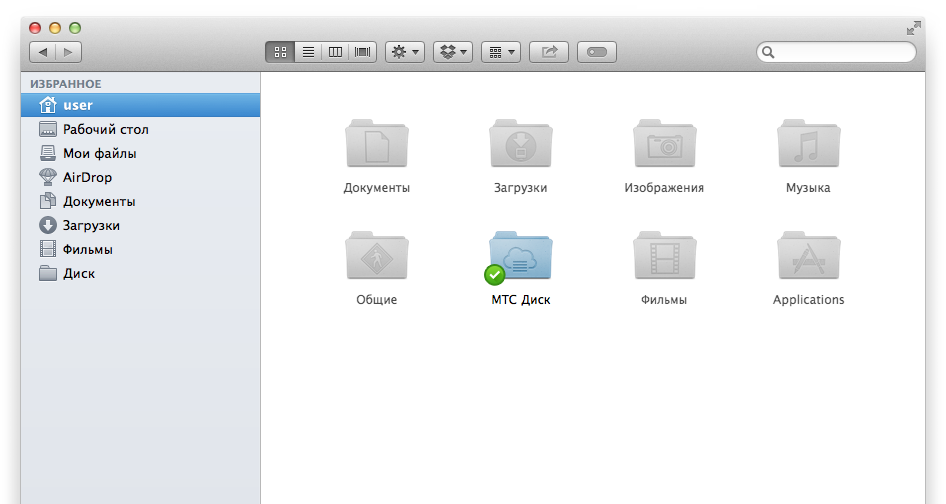 ИЗБРАННОЕ
user
Рабочий стол
Мои файлы
AirDrop
Документы
Загрузки
Фильмы
Диск
Документы
Загрузки
Изображения
Музыка
Общие
МТС Диск
Фильмы
Applications